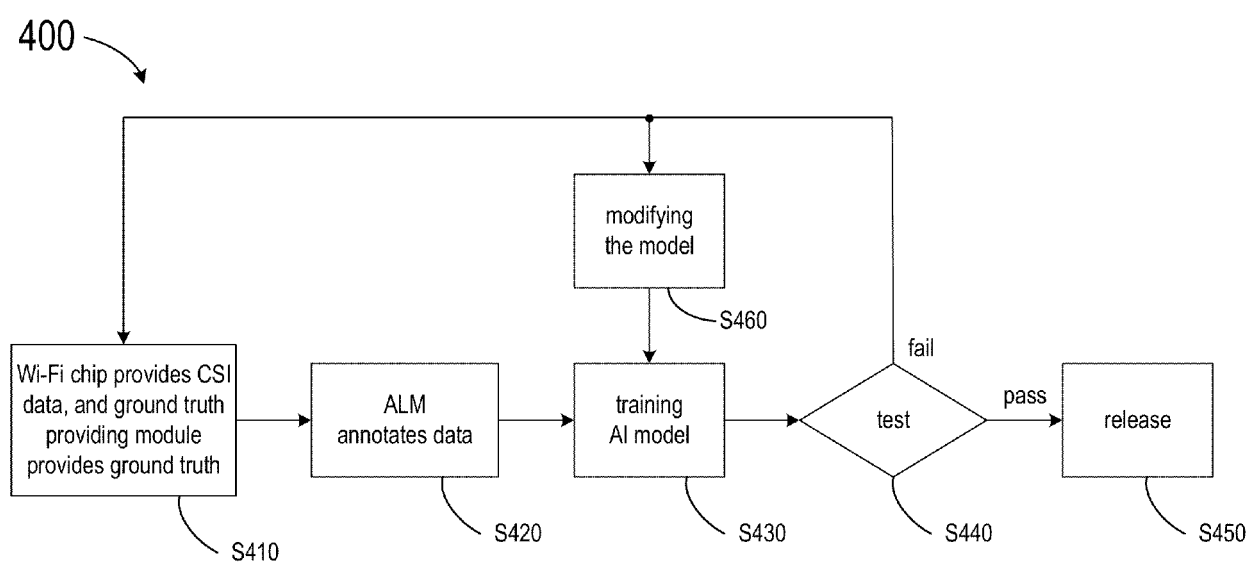 400
modifying
the model
S460
fail
Wi-Fi chip provides CSI
data, and ground truth
providing module
provides ground truth
ALM
annotates data
training
AI model
test
pass
release
S410
S420
S430
S440
S450